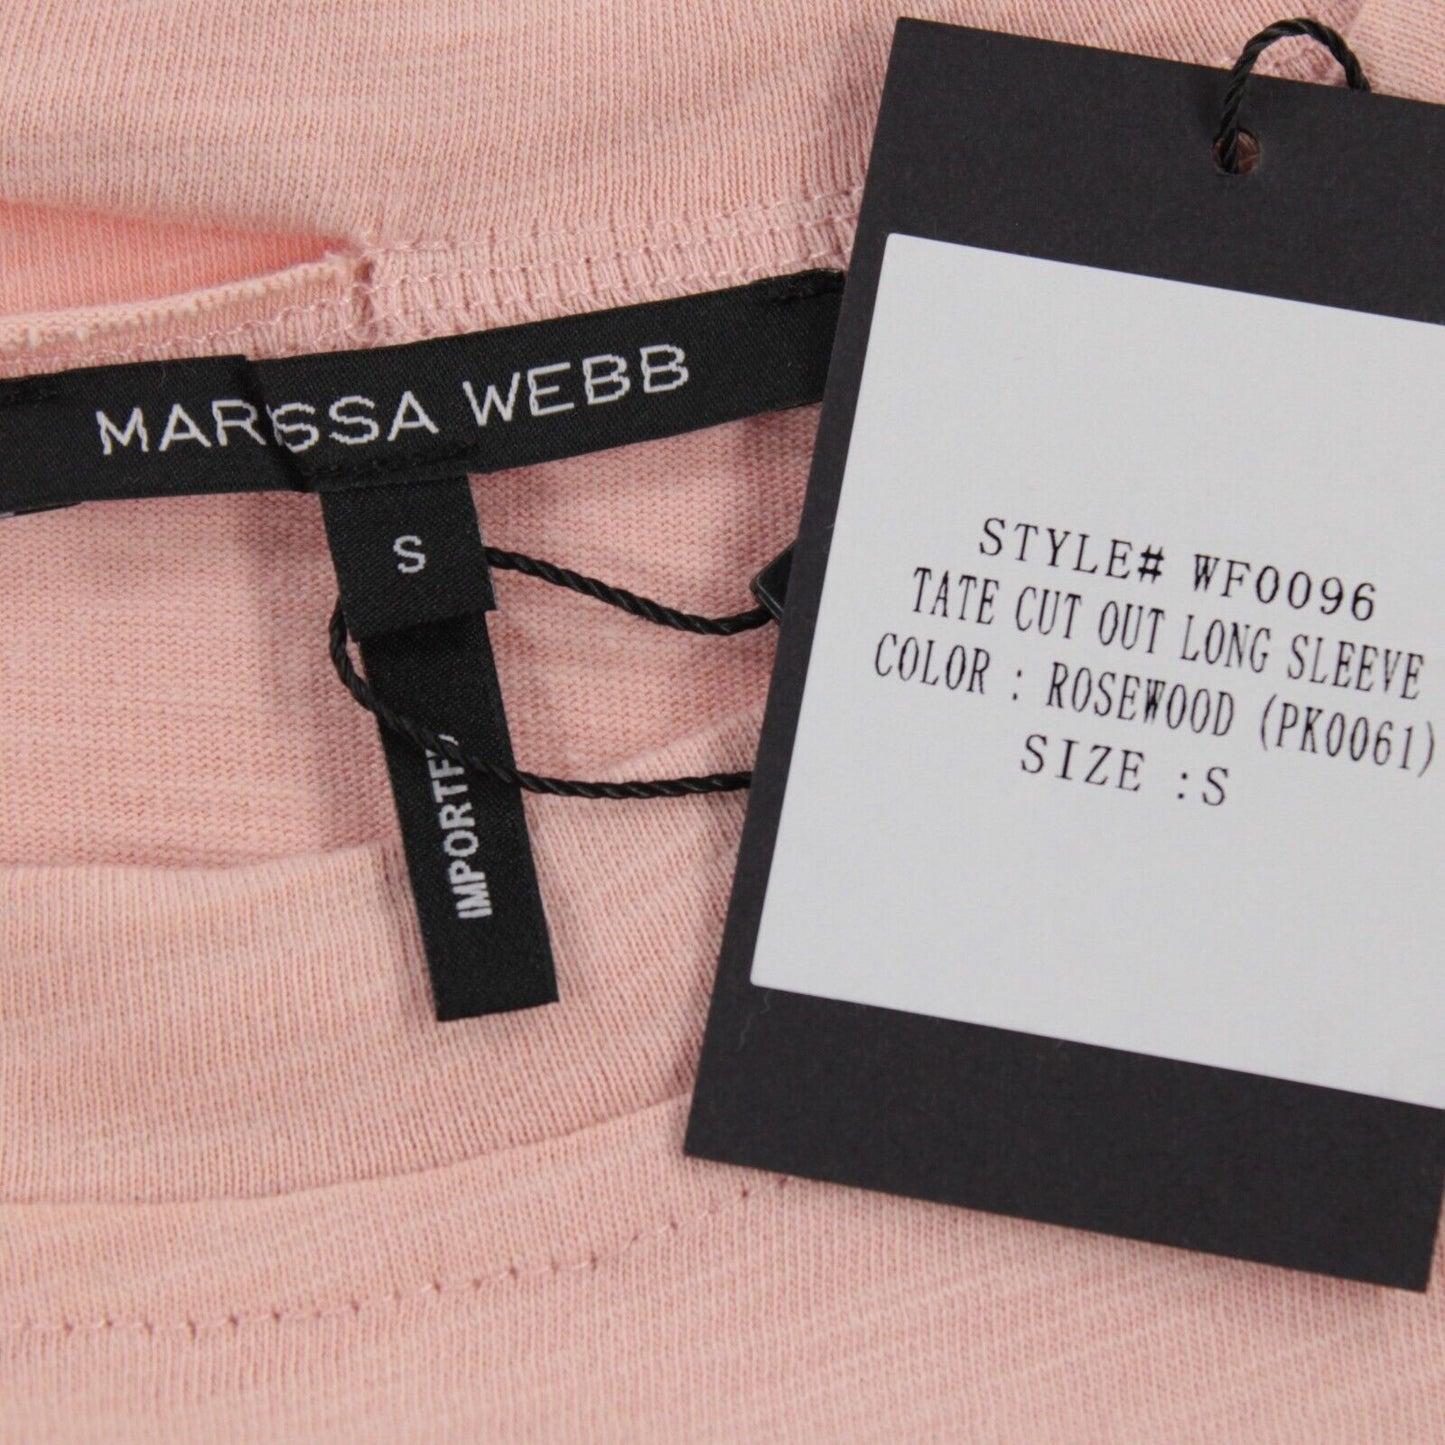 MARISSA WEBB
S
STYLE# WF0096
TATE CUT OUT LONG SLEEVE
COLOR : ROSEWOOD (PK0061)
SIZE :S